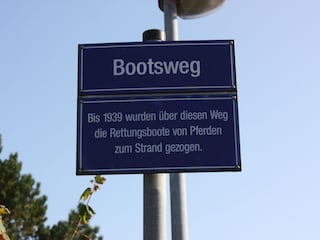 Bootsweg
Bis 1939 wurden über diesen Weg
die Rettungsboote von Pferden
zum Strand gezogen.